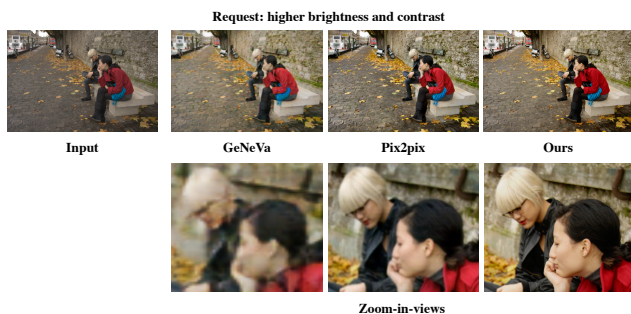 Request: higher brightness and contrast
Input
GeNeVa
Pix2pix
Ours
Zoom-in-views